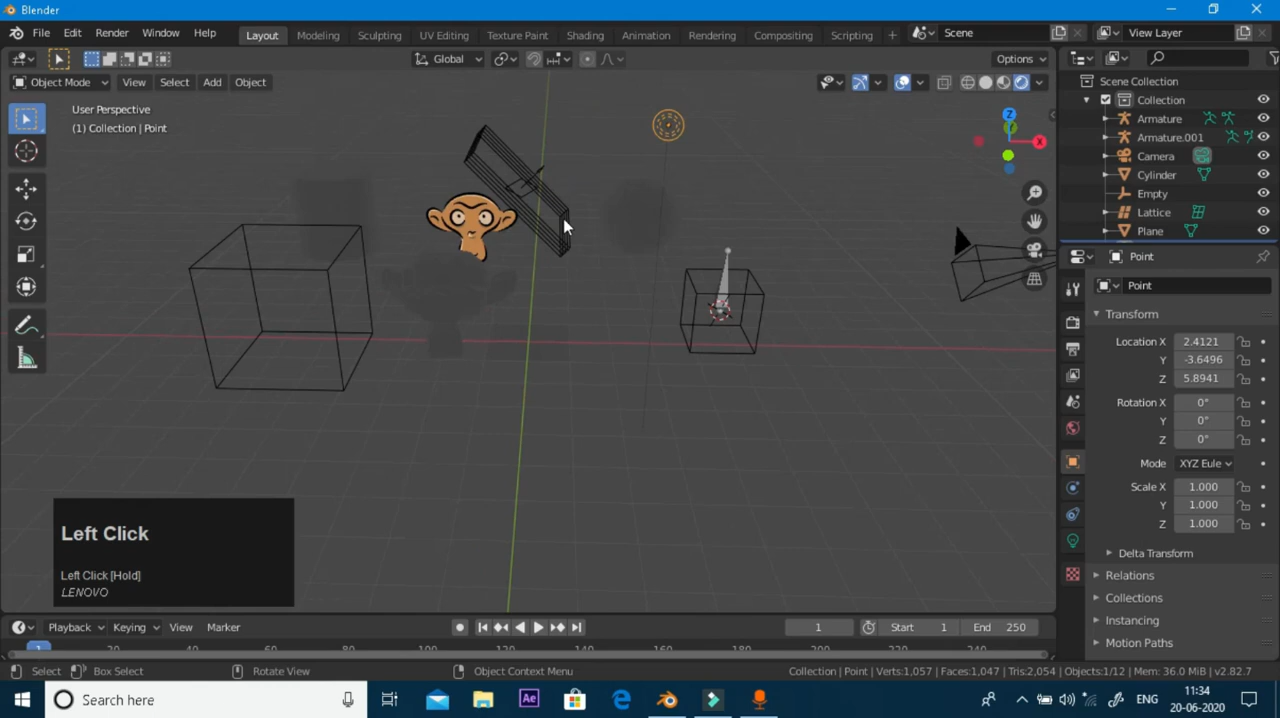 Blender
File Edit Render Window Help
Layout Modeling Sculpting UV Editing Texture Paint Shading Animation Rendering Compositing Scripting +
Scene
View Layer
Global
Options
Object Mode View Select Add Object
User Perspective
(1) Collection | Point
Z
X
Scene Collection
Collection
Armature
Armature.001
Camera
Cylinder
Empty
Lattice
Plane
Point
Point
Transform
Location X 2.4121
Y -3.6496
Z 5.8941
Rotation X 0°
Y 0°
Z 0°
Mode XYZ Eule
Scale X 1.000
Y 1.000
Z 1.000
Delta Transform
Relations
Collections
Instancing
Motion Paths
Left Click
Left Click [Hold]
LENOVO
Playback Keying View Marker
1
Start 1
End 250
Select Box Select Rotate View Object Context Menu
Collection | Point | Verts:1,057 | Faces:1,047 | Tris:2,054 | Objects:1/12 | Mem: 36.0 MiB | v2.82.7
Search here
Ae
ENG
11:34
20-06-2020